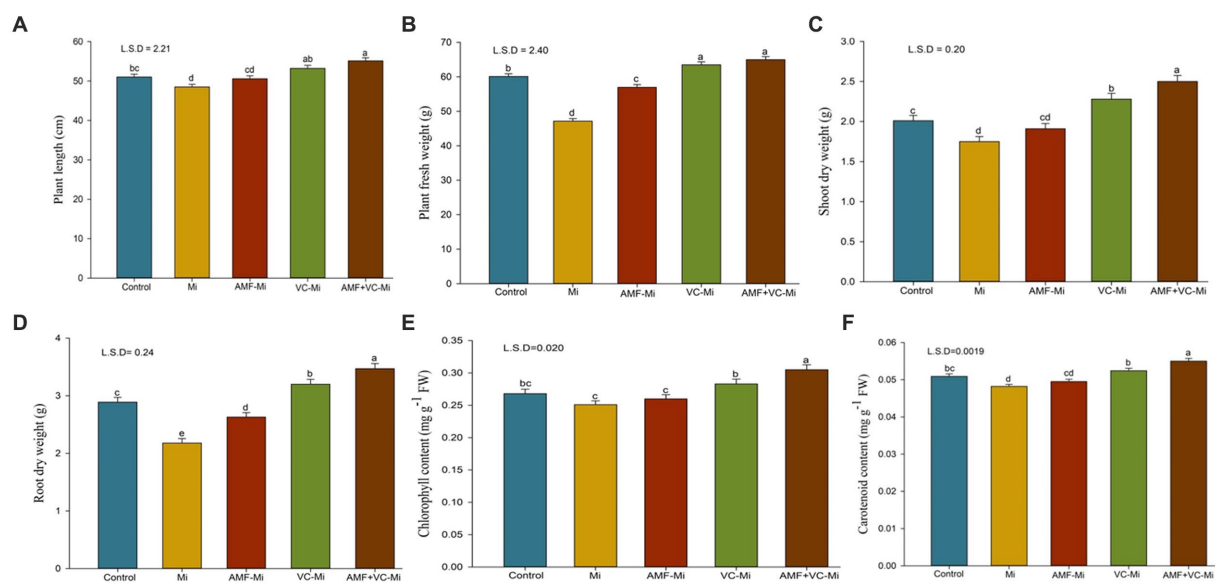 A
L.S.D = 2.21
Plant length (cm)
60
50
40
30
20
10
0
bc
d
cd
ab
a
Control
Mi
AMF-Mi
VC-Mi
AMF+VC-Mi
B
L.S.D = 2.40
Plant fresh weight (g)
70
60
50
40
30
20
10
0
b
d
c
a
a
Control
Mi
AMF-Mi
VC-Mi
AMF+VC-Mi
C
L.S.D = 0.20
Shoot dry weight (g)
3.0
2.5
2.0
1.5
1.0
0.5
0.0
c
d
cd
b
a
Control
Mi
AMF-Mi
VC-Mi
AMF+VC-Mi
D
L.S.D= 0.24
Root dry weight (g)
4
3
2
1
0
c
e
d
b
a
Control
Mi
AMF-Mi
VC-Mi
AMF+VC-Mi
E
L.S.D=0.020
Chlorophyll content (mg g⁻¹ FW)
0.35
0.30
0.25
0.20
0.15
0.10
0.05
0.00
bc
c
c
b
a
Control
Mi
AMF-Mi
VC-Mi
AMF+VC-Mi
F
L.S.D=0.0019
Carotenoid content (mg g⁻¹ FW)
0.06
0.05
0.04
0.03
0.02
0.01
0.00
bc
d
cd
b
a
Control
Mi
AMF-Mi
VC-Mi
AMF+VC-Mi